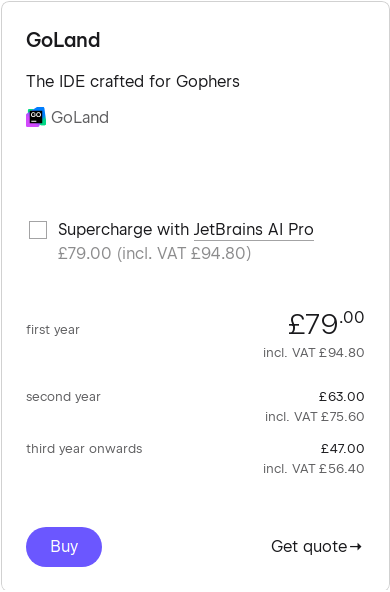 GoLand
The IDE crafted for Gophers
GO GoLand
Supercharge with JetBrains AI Pro
£79.00 (incl. VAT £94.80)
first year £79.00
incl. VAT £94.80
second year £63.00
incl. VAT £75.60
third year onwards £47.00
incl. VAT £56.40
Buy Get quote→